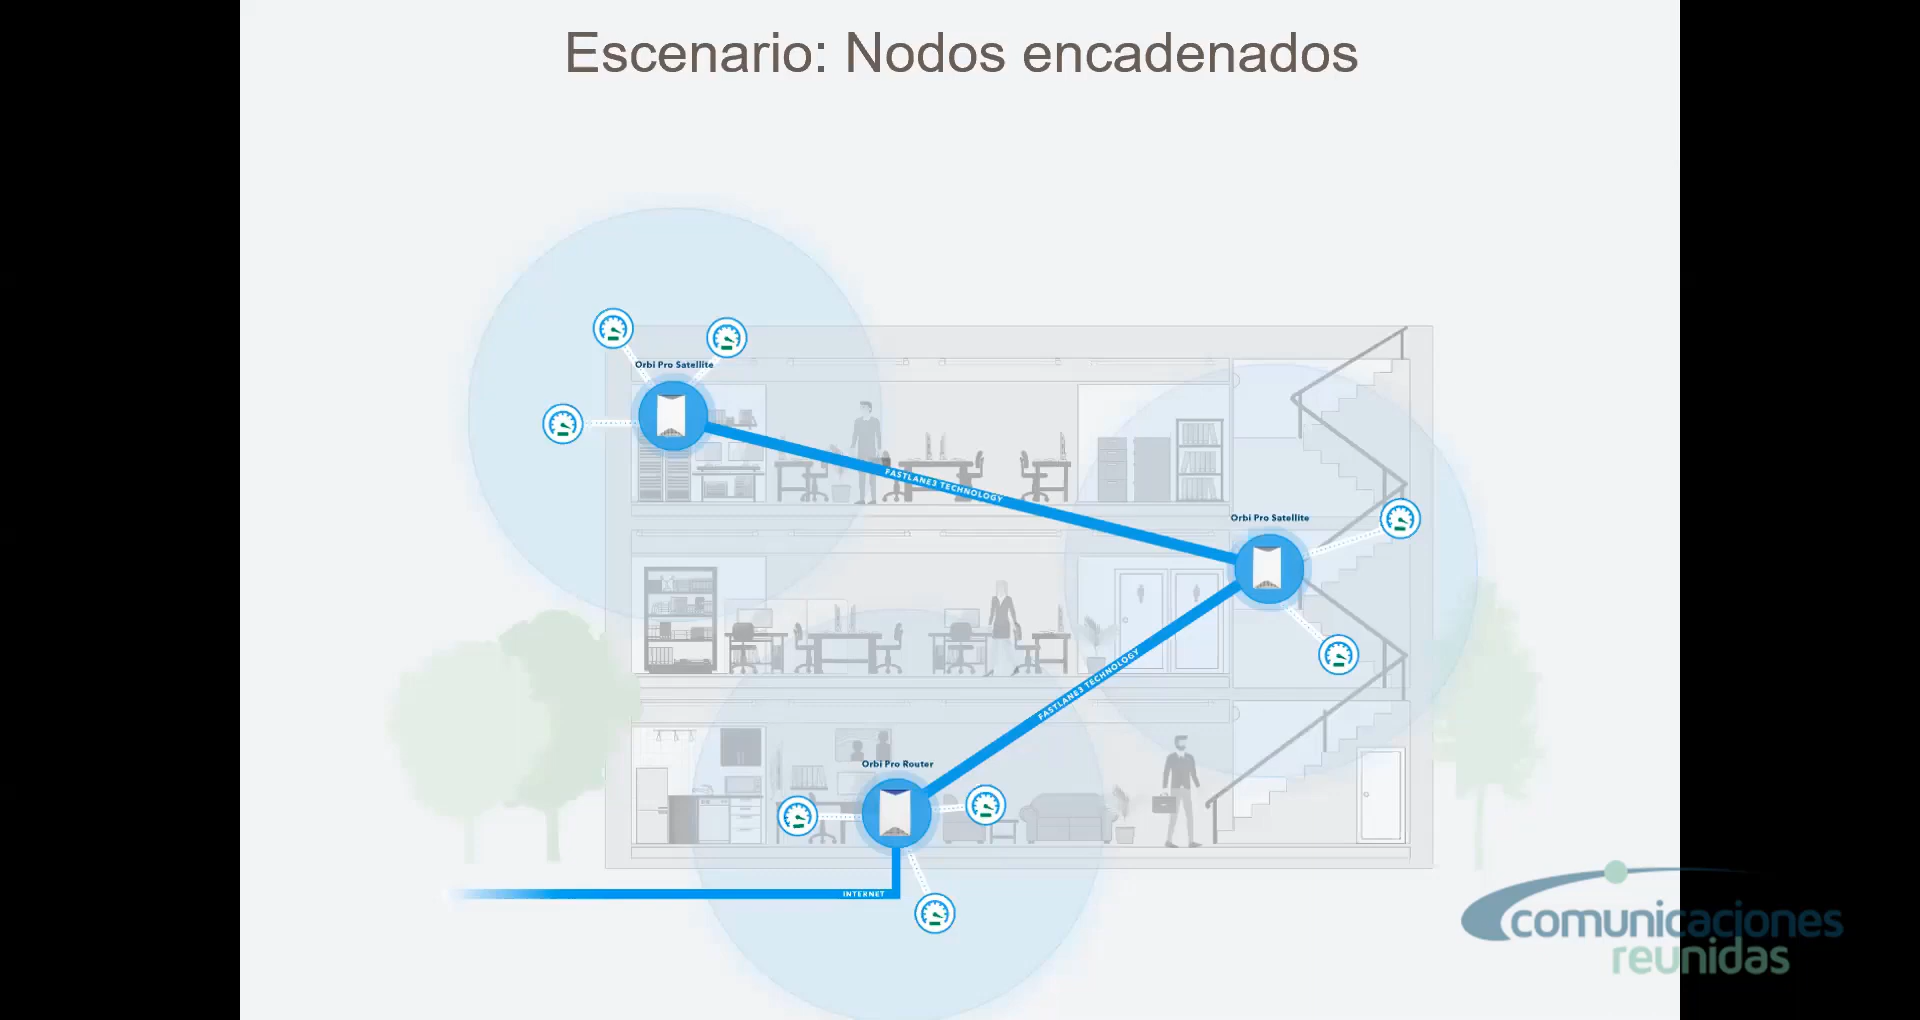 Escenario: Nodos encadenados
Orbi Pro Satellite
FASTLANE3 TECHNOLOGY
Orbi Pro Satellite
FASTLANE3 TECHNOLOGY
Orbi Pro Router
INTERNET
comunicaciones
reunidas